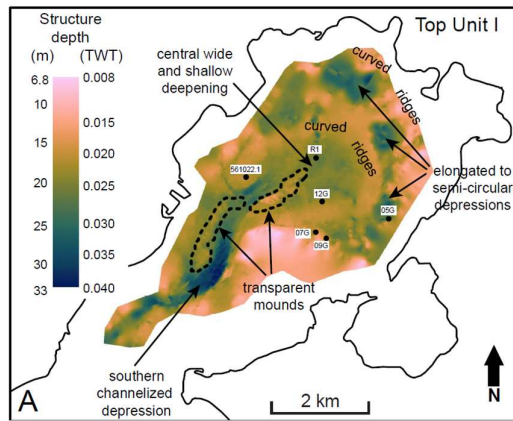 Structure
depth
(m) (TWT)
Top Unit I
6.8 0.008
10 0.015
15 0.020
20 0.025
25 0.030
30 0.035
33 0.040
central wide
and shallow
deepening
curved
ridges
curved
ridges
R1
561022.1
12G
05G
07G
09G
elongated to
semi-circular
depressions
transparent
mounds
southern
channelized
depression
A
2 km
N